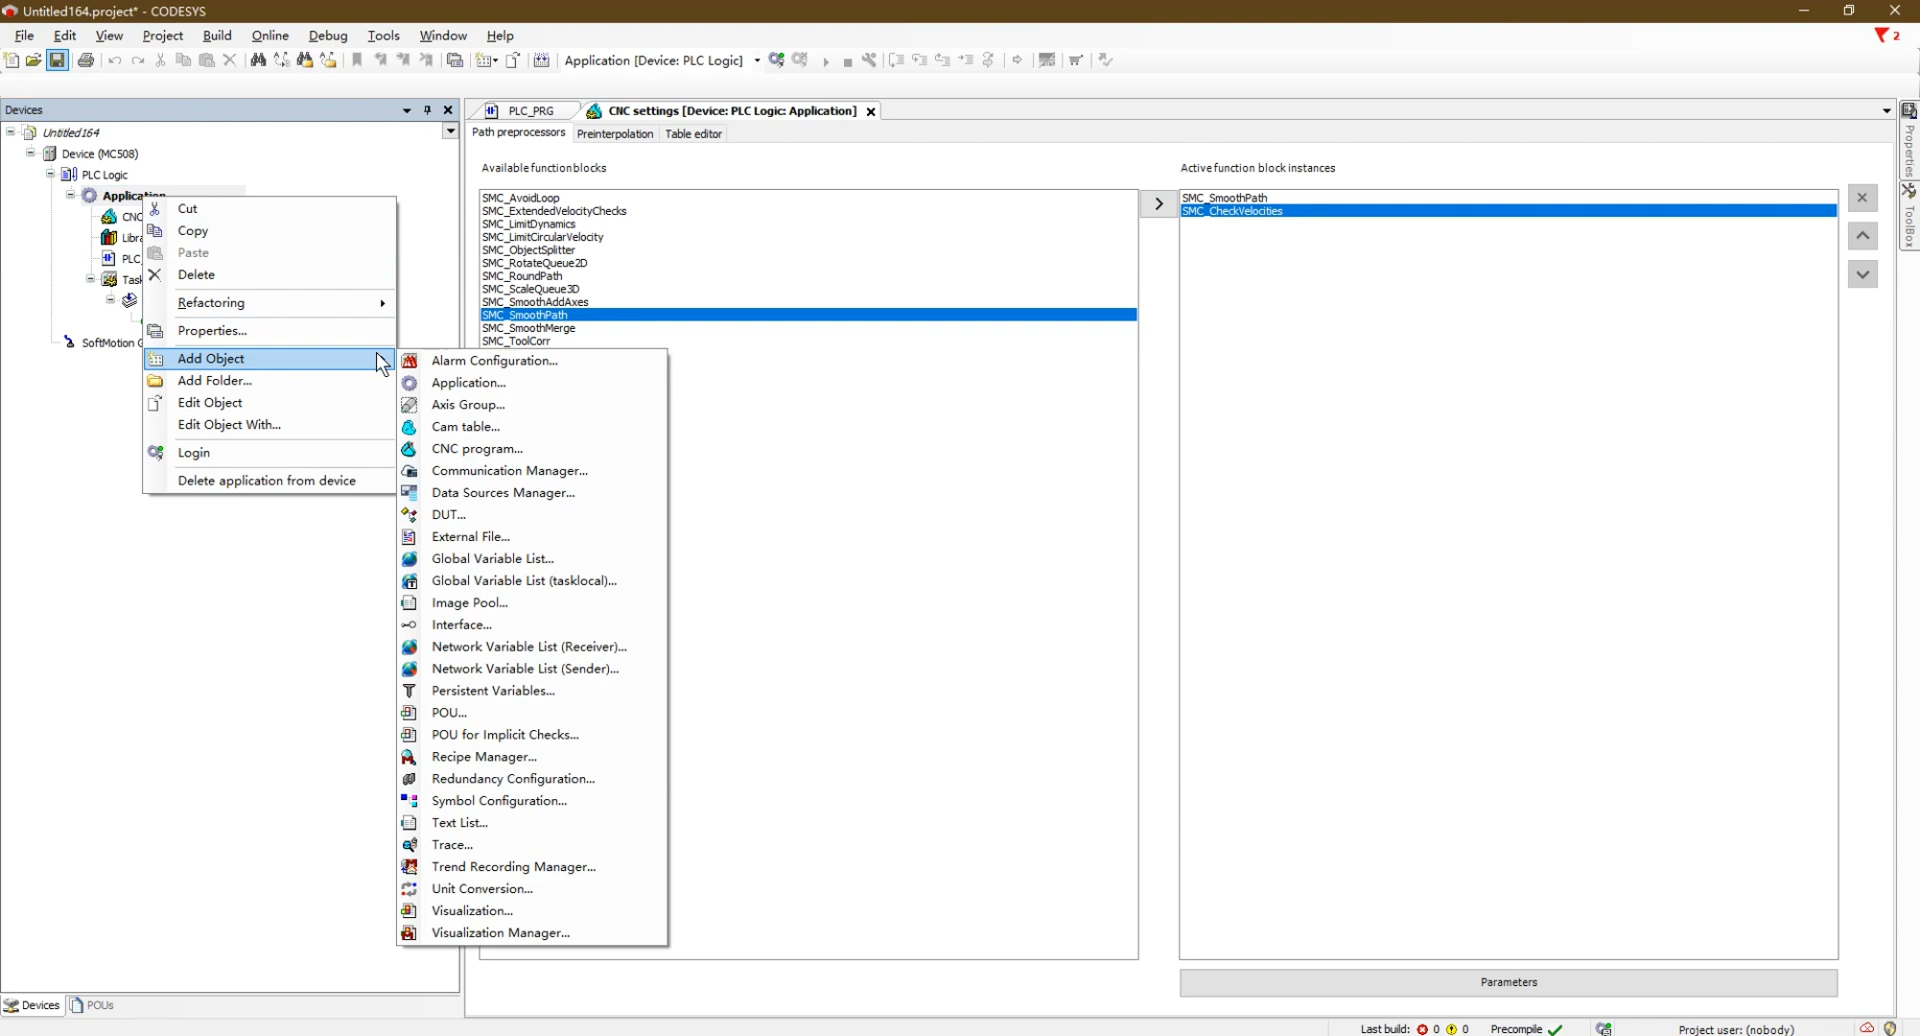 Untitled164.project* - CODESYS
File Edit View Project Build Online Debug Tools Window Help
2
Application [Device: PLC Logic]
Devices
Untitled164
Device (MC508)
PLC Logic
Application
CNC
Libra
PLC_
Task
SoftMotion G
Cut
Copy
Paste
Delete
Refactoring
Properties...
Add Object
Add Folder...
Edit Object
Edit Object With...
Login
Delete application from device
Alarm Configuration...
Application...
Axis Group...
Cam table...
CNC program...
Communication Manager...
Data Sources Manager...
DUT...
External File...
Global Variable List...
Global Variable List (tasklocal)...
Image Pool...
Interface...
Network Variable List (Receiver)...
Network Variable List (Sender)...
Persistent Variables...
POU...
POU for Implicit Checks...
Recipe Manager...
Redundancy Configuration...
Symbol Configuration...
Text List...
Trace...
Trend Recording Manager...
Unit Conversion...
Visualization...
Visualization Manager...
PLC_PRG CNC settings [Device: PLC Logic: Application]
Path preprocessors Preinterpolation Table editor
Available function blocks
SMC_AvoidLoop
SMC_ExtendedVelocityChecks
SMC_LimitDynamics
SMC_LimitCircularVelocity
SMC_ObjectSplitter
SMC_RotateQueue2D
SMC_RoundPath
SMC_ScaleQueue3D
SMC_SmoothAddAxes
SMC_SmoothPath
SMC_SmoothMerge
SMC_ToolCorr
Active function block instances
SMC_SmoothPath
SMC_CheckVelocities
Parameters
Properties
ToolBox
Devices POUs
Last build: 0 0 Precompile Project user: (nobody)